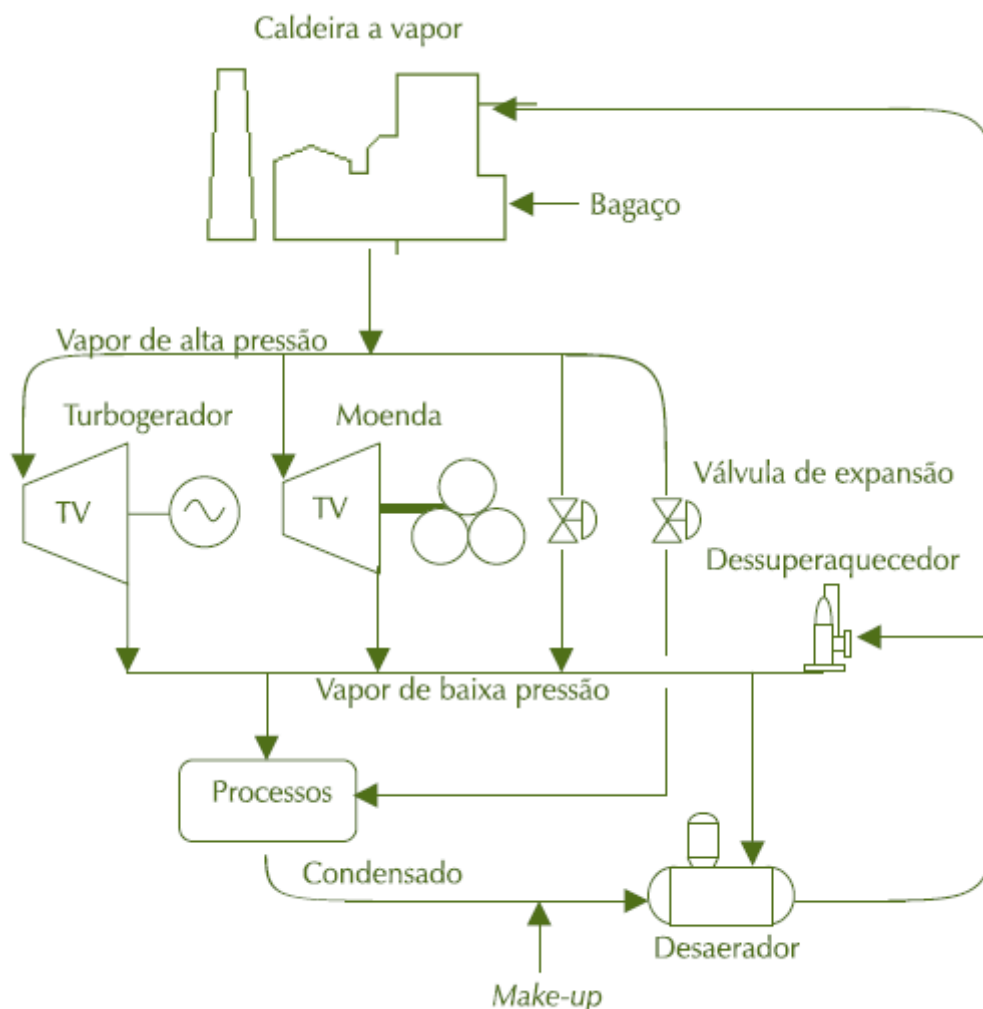 Caldeira a vapor
Bagaço
Vapor de alta pressão
Turbogerador
Moenda
TV
TV
Válvula de expansão
Dessuperaquecedor
Vapor de baixa pressão
Processos
Condensado
Desaerador
Make-up